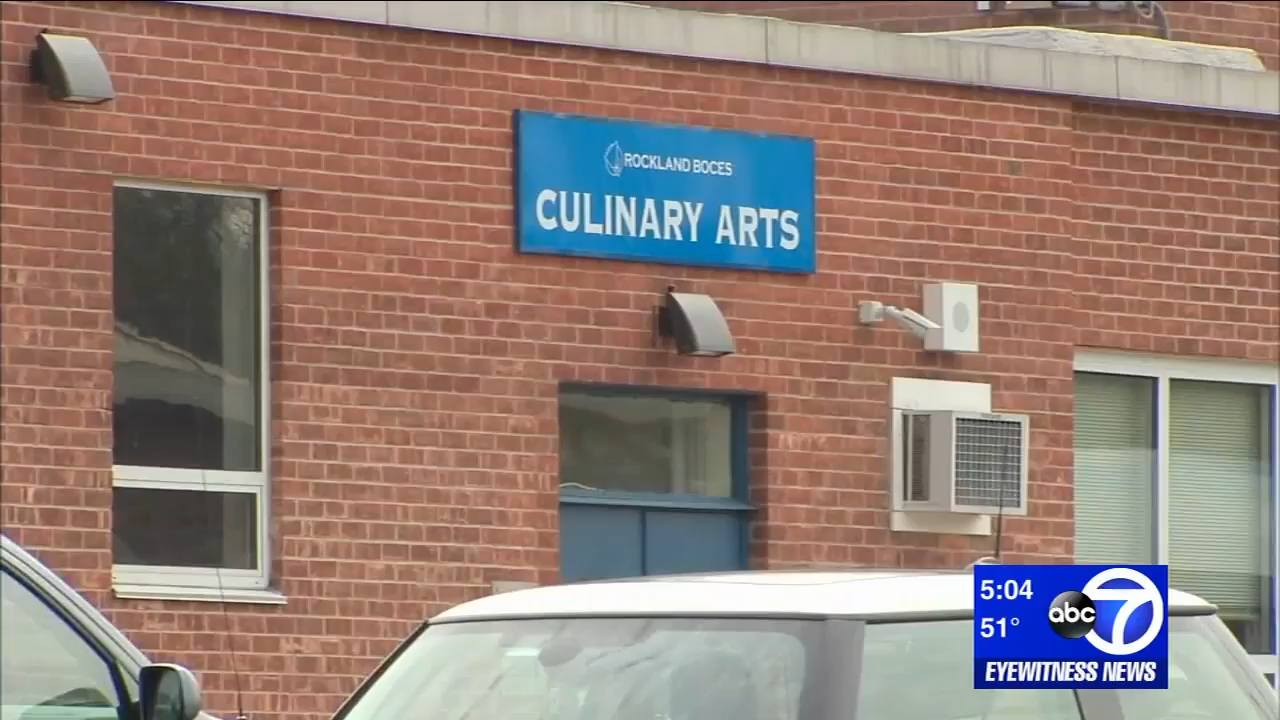 ROCKLAND BOCES
CULINARY ARTS
5:04
51°
abc 7
EYEWITNESS NEWS